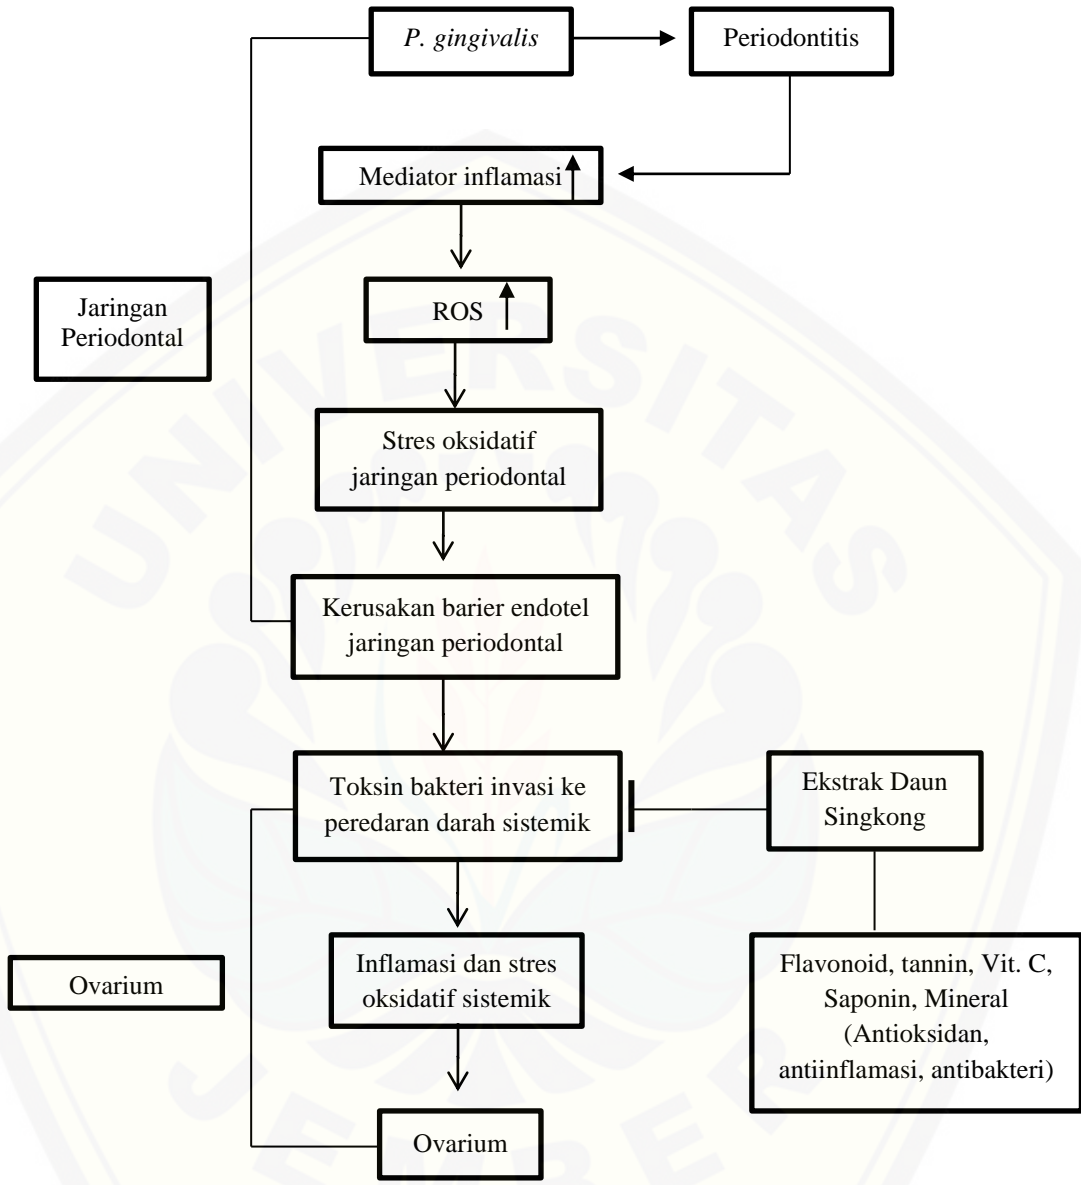 P. gingivalis
Periodontitis
Mediator inflamasi
Jaringan
Periodontal
ROS
Stres oksidatif
jaringan periodontal
Kerusakan barier endotel
jaringan periodontal
Toksin bakteri invasi ke
peredaran darah sistemik
Ekstrak Daun
Singkong
Ovarium
Inflamasi dan stres
oksidatif sistemik
Flavonoid, tannin, Vit. C,
Saponin, Mineral
(Antioksidan,
antiinflamasi, antibakteri)
Ovarium
UNIVERSITAS
JEMBER